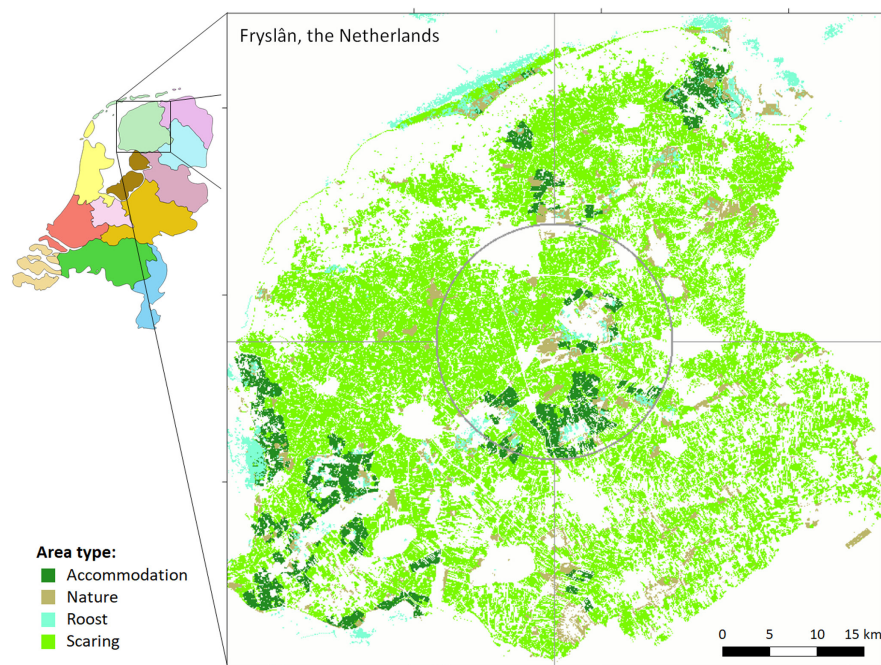 Fryslân, the Netherlands
Area type:
Accommodation
Nature
Roost
Scaring
0 5 10 15 km